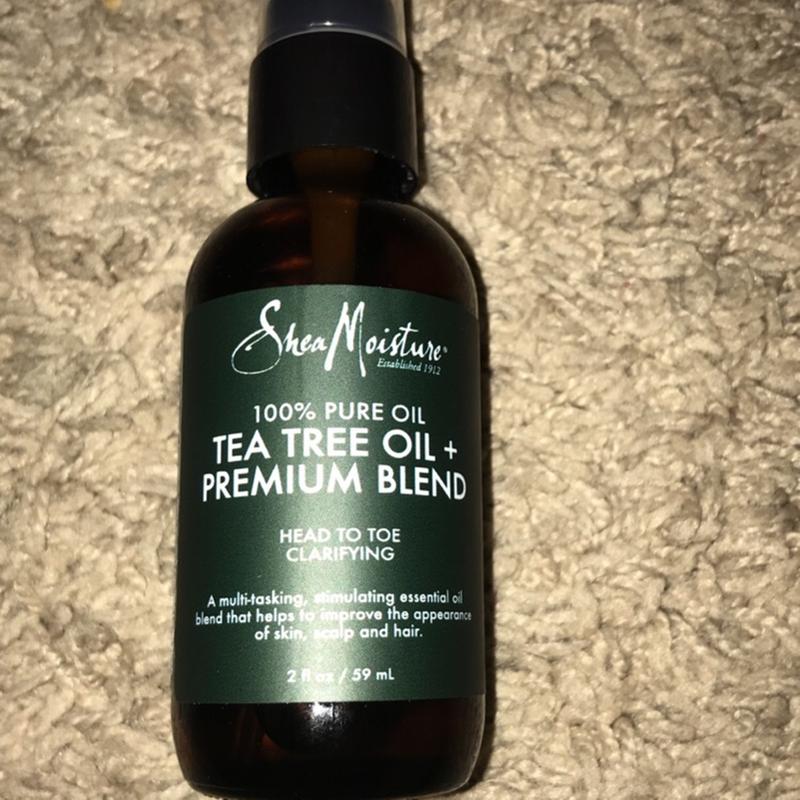 SheaMoisture®
Established 1912
100% PURE OIL
TEA TREE OIL +
PREMIUM BLEND
HEAD TO TOE
CLARIFYING
A multi-tasking, stimulating essential oil
blend that helps to improve the appearance
of skin, scalp and hair.
2 fl oz / 59 mL